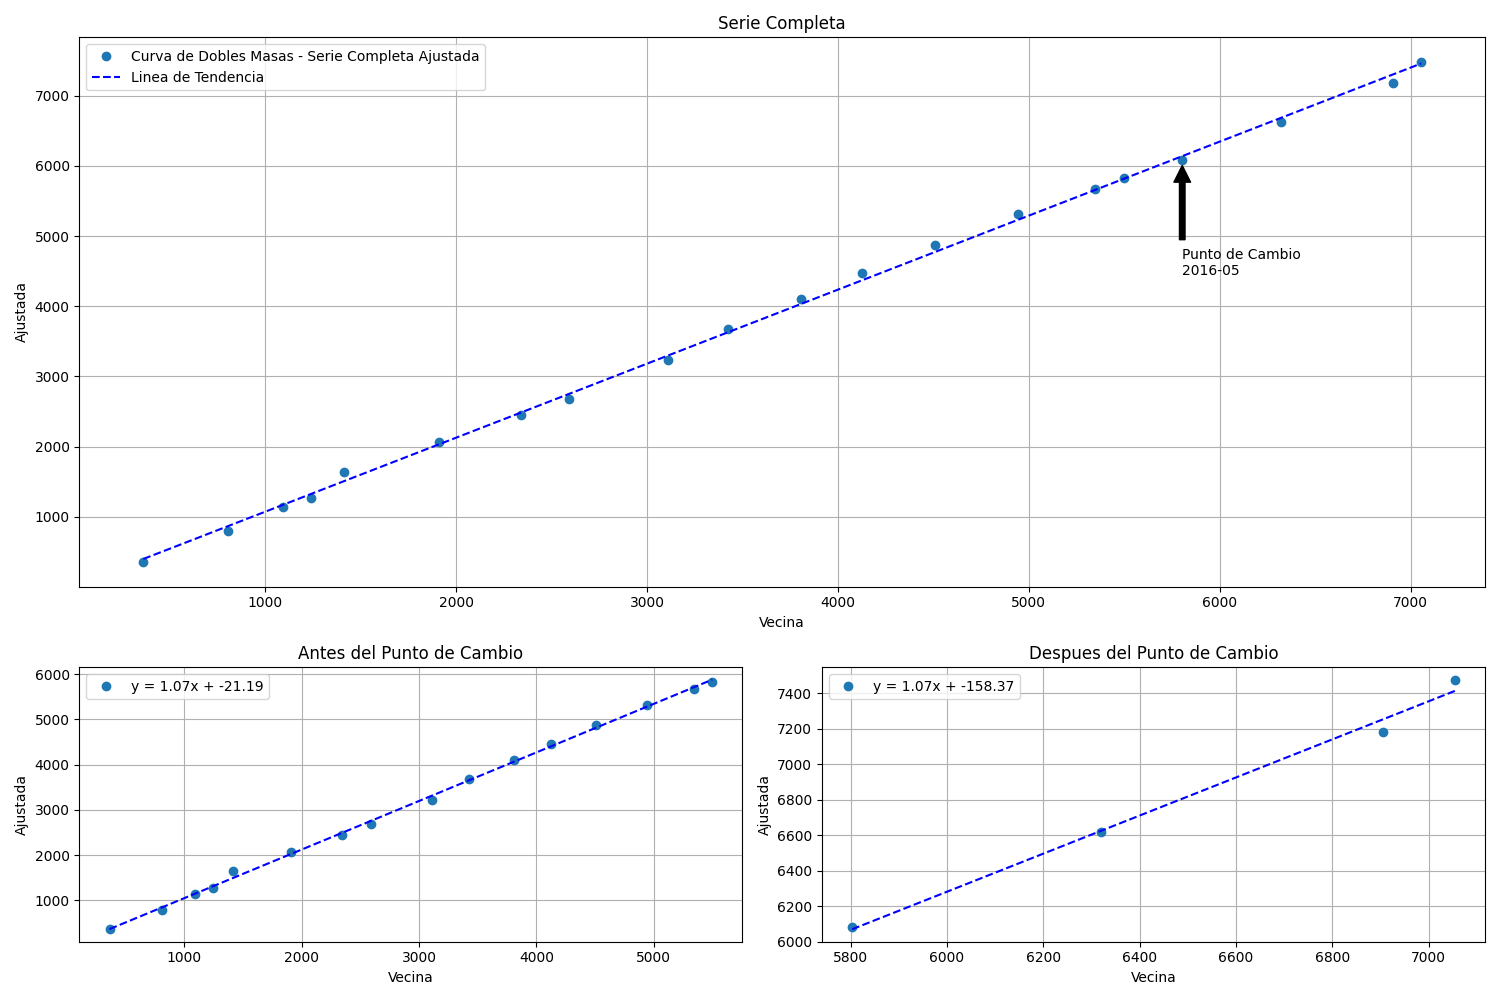 Serie Completa
Curva de Dobles Masas - Serie Completa Ajustada
Linea de Tendencia
7000
6000
5000
4000
3000
2000
1000
Ajustada
Punto de Cambio
2016-05
1000 2000 3000 4000 5000 6000 7000
Vecina
Antes del Punto de Cambio
y = 1.07x + -21.19
6000
5000
4000
3000
2000
1000
Ajustada
1000 2000 3000 4000 5000
Vecina
Despues del Punto de Cambio
y = 1.07x + -158.37
7400
7200
7000
6800
6600
6400
6200
6000
Ajustada
5800 6000 6200 6400 6600 6800 7000
Vecina